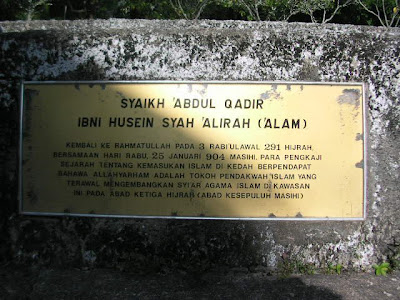 SYAIKH 'ABDUL QADIR
IBNI HUSEIN SYAH 'ALIRAH ('ALAM)
KEMBALI KE RAHMATULLAH PADA 3 RABI'ULAWAL 291 HIJRAH,
BERSAMAAN HARI RABU, 25 JANUARI 904 MASIHI, PARA PENGKAJI
SEJARAH TENTANG KEMASUKAN ISLAM DI KEDAH BERPENDAPAT
BAHAWA ALLAHYARHAM ADALAH TOKOH PENDAKWAH ISLAM YANG
TERAWAL MENGEMBANGKAN SYI'AR AGAMA ISLAM DI KAWASAN
INI PADA ABAD KETIGA HIJRAH (ABAD KESEPULUH MASIHI)